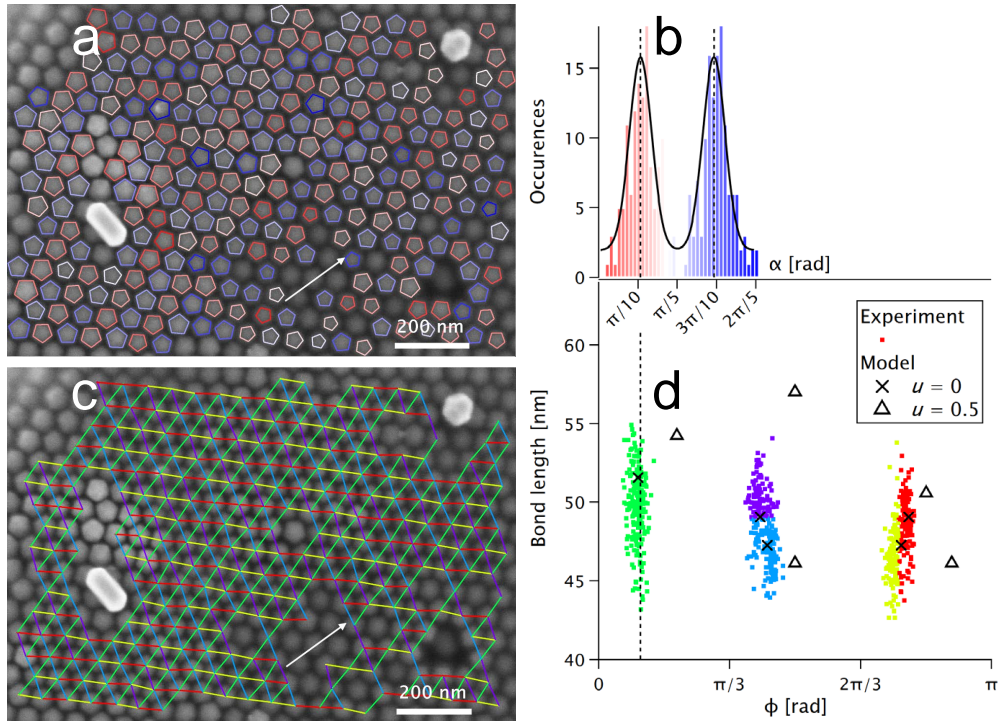 a
200 nm
b
15
10
5
0
Occurences
α [rad]
π/10
π/5
3π/10
2π/5
c
200 nm
d
60
55
50
45
40
Bond length [nm]
Experiment
Model
u = 0
u = 0.5
0
π/3
2π/3
π
ϕ [rad]